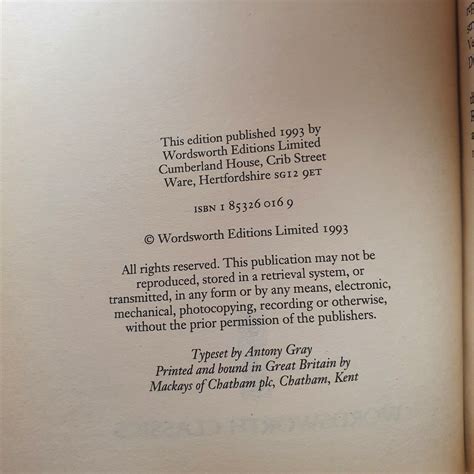 This edition published 1993 by
Wordsworth Editions Limited
Cumberland House, Crib Street
Ware, Hertfordshire SG12 9ET
ISBN 1 85326 016 9
© Wordsworth Editions Limited 1993
All rights reserved. This publication may not be
reproduced, stored in a retrieval system, or
transmitted, in any form or by any means, electronic,
mechanical, photocopying, recording or otherwise,
without the prior permission of the publishers.
Typeset by Antony Gray
Printed and bound in Great Britain by
Mackays of Chatham plc, Chatham, Kent
WORDSWORTH CLASSICS